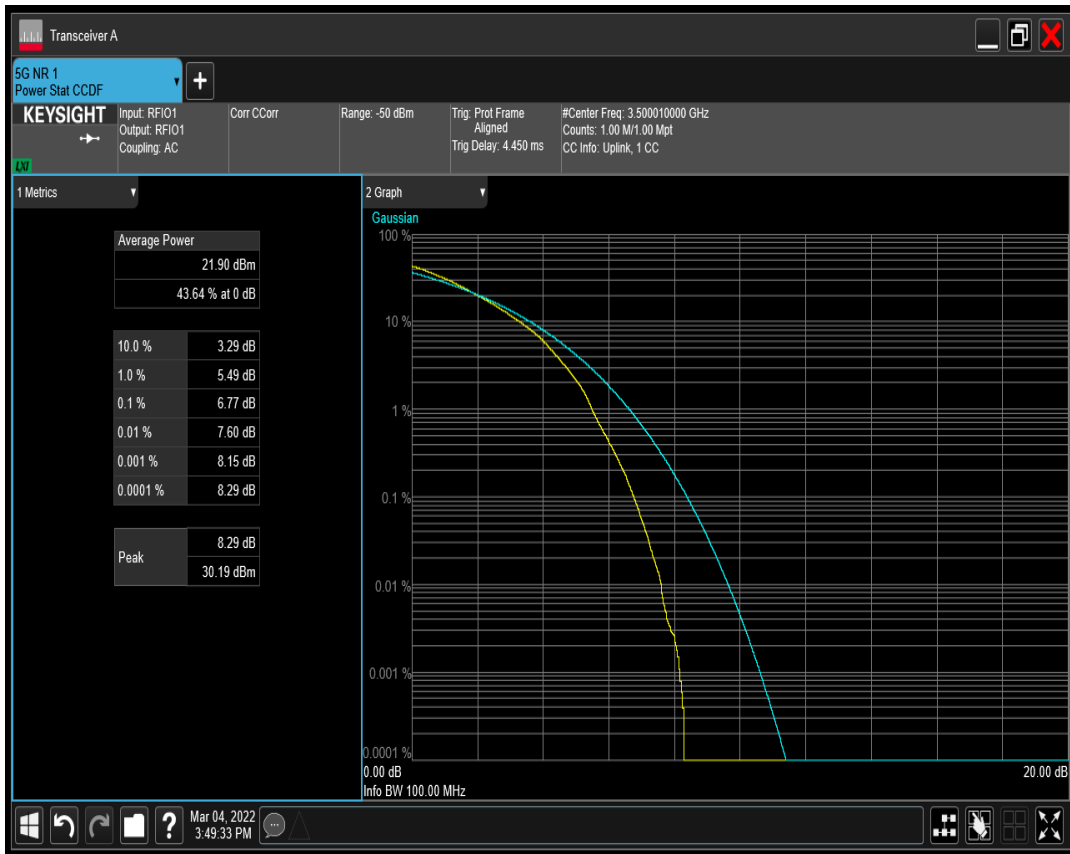 Transceiver A
5G NR 1
Power Stat CCDF
+
KEYSIGHT
LXI
Input: RFIO1
Output: RFIO1
Coupling: AC
Corr CCorr
Range: -50 dBm
Trig: Prot Frame
Aligned
Trig Delay: 4.450 ms
#Center Freq: 3.500010000 GHz
Counts: 1.00 M/1.00 Mpt
CC Info: Uplink, 1 CC
1 Metrics
Average Power
21.90 dBm
43.64 % at 0 dB
10.0 % 3.29 dB
1.0 % 5.49 dB
0.1 % 6.77 dB
0.01 % 7.60 dB
0.001 % 8.15 dB
0.0001 % 8.29 dB
Peak
8.29 dB
30.19 dBm
2 Graph
Gaussian
100 %
10 %
1 %
0.1 %
0.01 %
0.001 %
0.0001 %
0.00 dB 20.00 dB
Info BW 100.00 MHz
?
Mar 04, 2022
3:49:33 PM